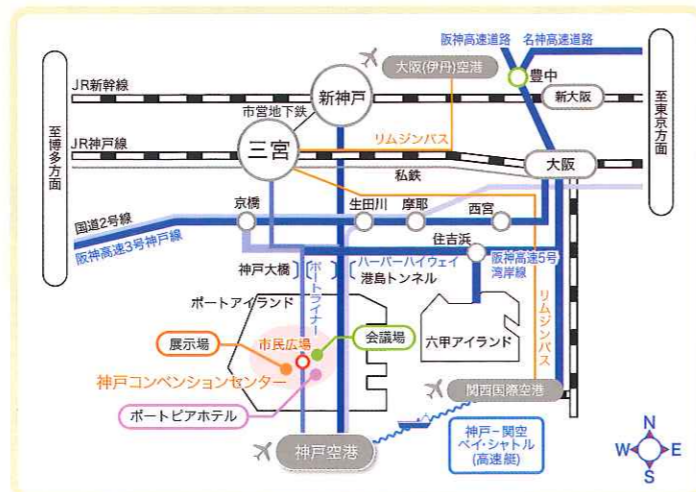 阪神高速道路
名神高速道路
大阪(伊丹)空港
豊中
JR新幹線
新神戸
新大阪
市営地下鉄
至博多方面
至東京方面
リムジンバス
三宮
JR神戸線
大阪
私鉄
京橋
生田川
摩耶
西宮
国道2号線
阪神高速3号神戸線
住吉浜
神戸大橋
ポートライナー
ハーバーハイウェイ
港島トンネル
阪神高速5号
湾岸線
リムジンバス
ポートアイランド
六甲アイランド
展示場
市民広場
会議場
神戸コンベンションセンター
ポートピアホテル
関西国際空港
神戸空港
神戸-関空
ベイ・シャトル
(高速艇)
N
W
E
S